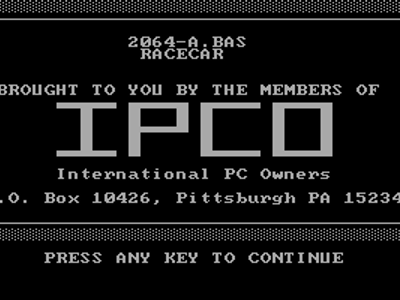 2064-A.BAS
RACECAR
BROUGHT TO YOU BY THE MEMBERS OF
IPCO
International PC Owners
.O. Box 10426, Pittsburgh PA 15234
PRESS ANY KEY TO CONTINUE